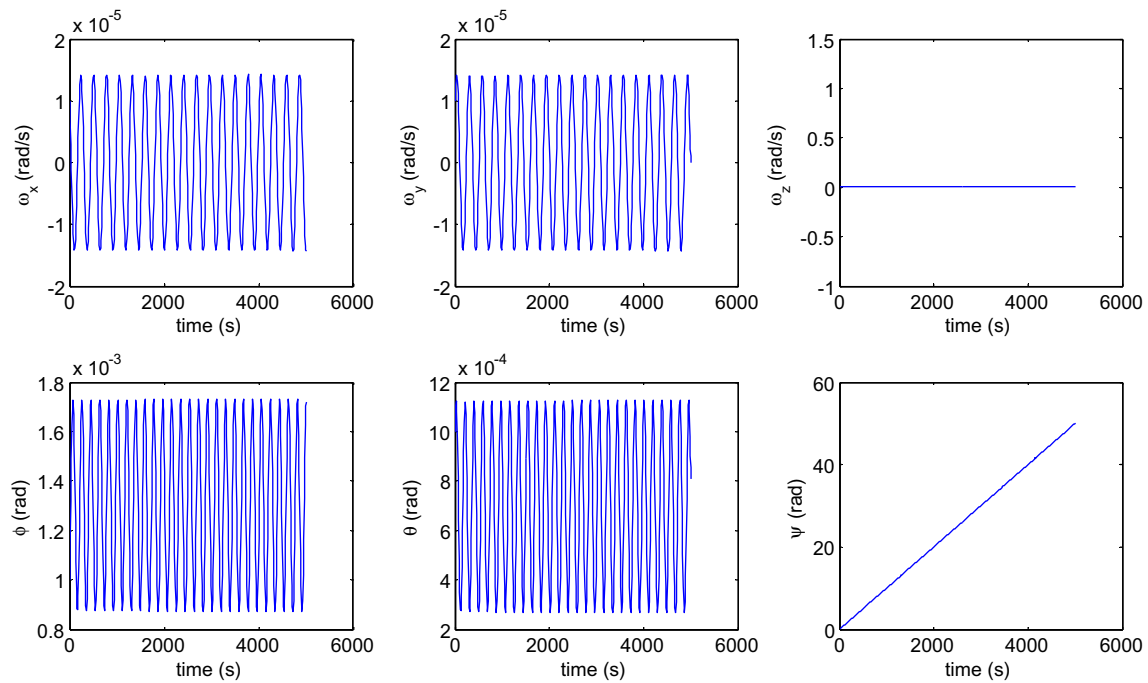 x 10^-5
2
1
0
-1
-2
0 2000 4000 6000
time (s)
ω_x (rad/s)
x 10^-5
2
1
0
-1
-2
0 2000 4000 6000
time (s)
ω_y (rad/s)
1.5
1
0.5
0
-0.5
-1
0 2000 4000 6000
time (s)
ω_z (rad/s)
x 10^-3
1.8
1.6
1.4
1.2
1
0.8
0 2000 4000 6000
time (s)
ϕ (rad)
x 10^-4
12
10
8
6
4
2
0 2000 4000 6000
time (s)
θ (rad)
60
40
20
0
0 2000 4000 6000
time (s)
ψ (rad)